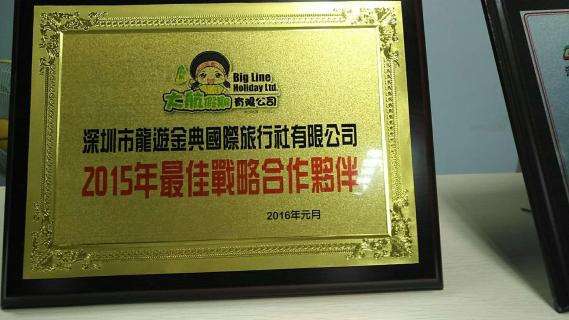 Big Line
Holiday Ltd.
大航假期有限公司
深圳市龍遊金典國際旅行社有限公司
2015年最佳戰略合作夥伴
2016年元月